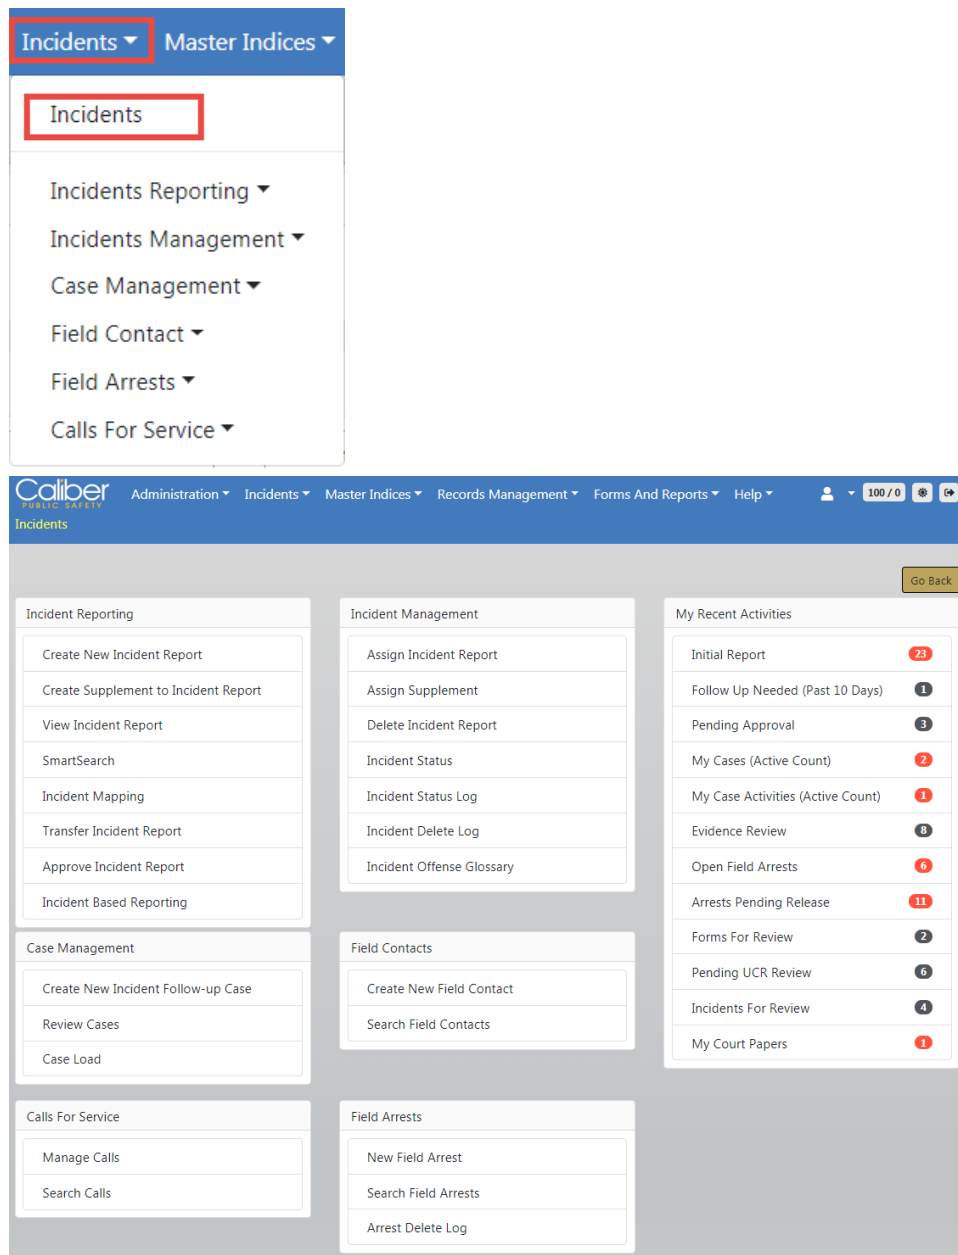 Incidents Master Indices
Incidents
Incidents Reporting
Incidents Management
Case Management
Field Contact
Field Arrests
Calls For Service
Caliber
PUBLIC SAFETY
Administration Incidents Master Indices Records Management Forms And Reports Help 100 / 0
Incidents
Go Back
Incident Reporting
Create New Incident Report
Create Supplement to Incident Report
View Incident Report
SmartSearch
Incident Mapping
Transfer Incident Report
Approve Incident Report
Incident Based Reporting
Incident Management
Assign Incident Report
Assign Supplement
Delete Incident Report
Incident Status
Incident Status Log
Incident Delete Log
Incident Offense Glossary
My Recent Activities
Initial Report 23
Follow Up Needed (Past 10 Days) 1
Pending Approval 3
My Cases (Active Count) 2
My Case Activities (Active Count) 1
Evidence Review 8
Open Field Arrests 6
Arrests Pending Release 11
Forms For Review 2
Pending UCR Review 6
Incidents For Review 4
My Court Papers 1
Case Management
Create New Incident Follow-up Case
Review Cases
Case Load
Field Contacts
Create New Field Contact
Search Field Contacts
Calls For Service
Manage Calls
Search Calls
Field Arrests
New Field Arrest
Search Field Arrests
Arrest Delete Log